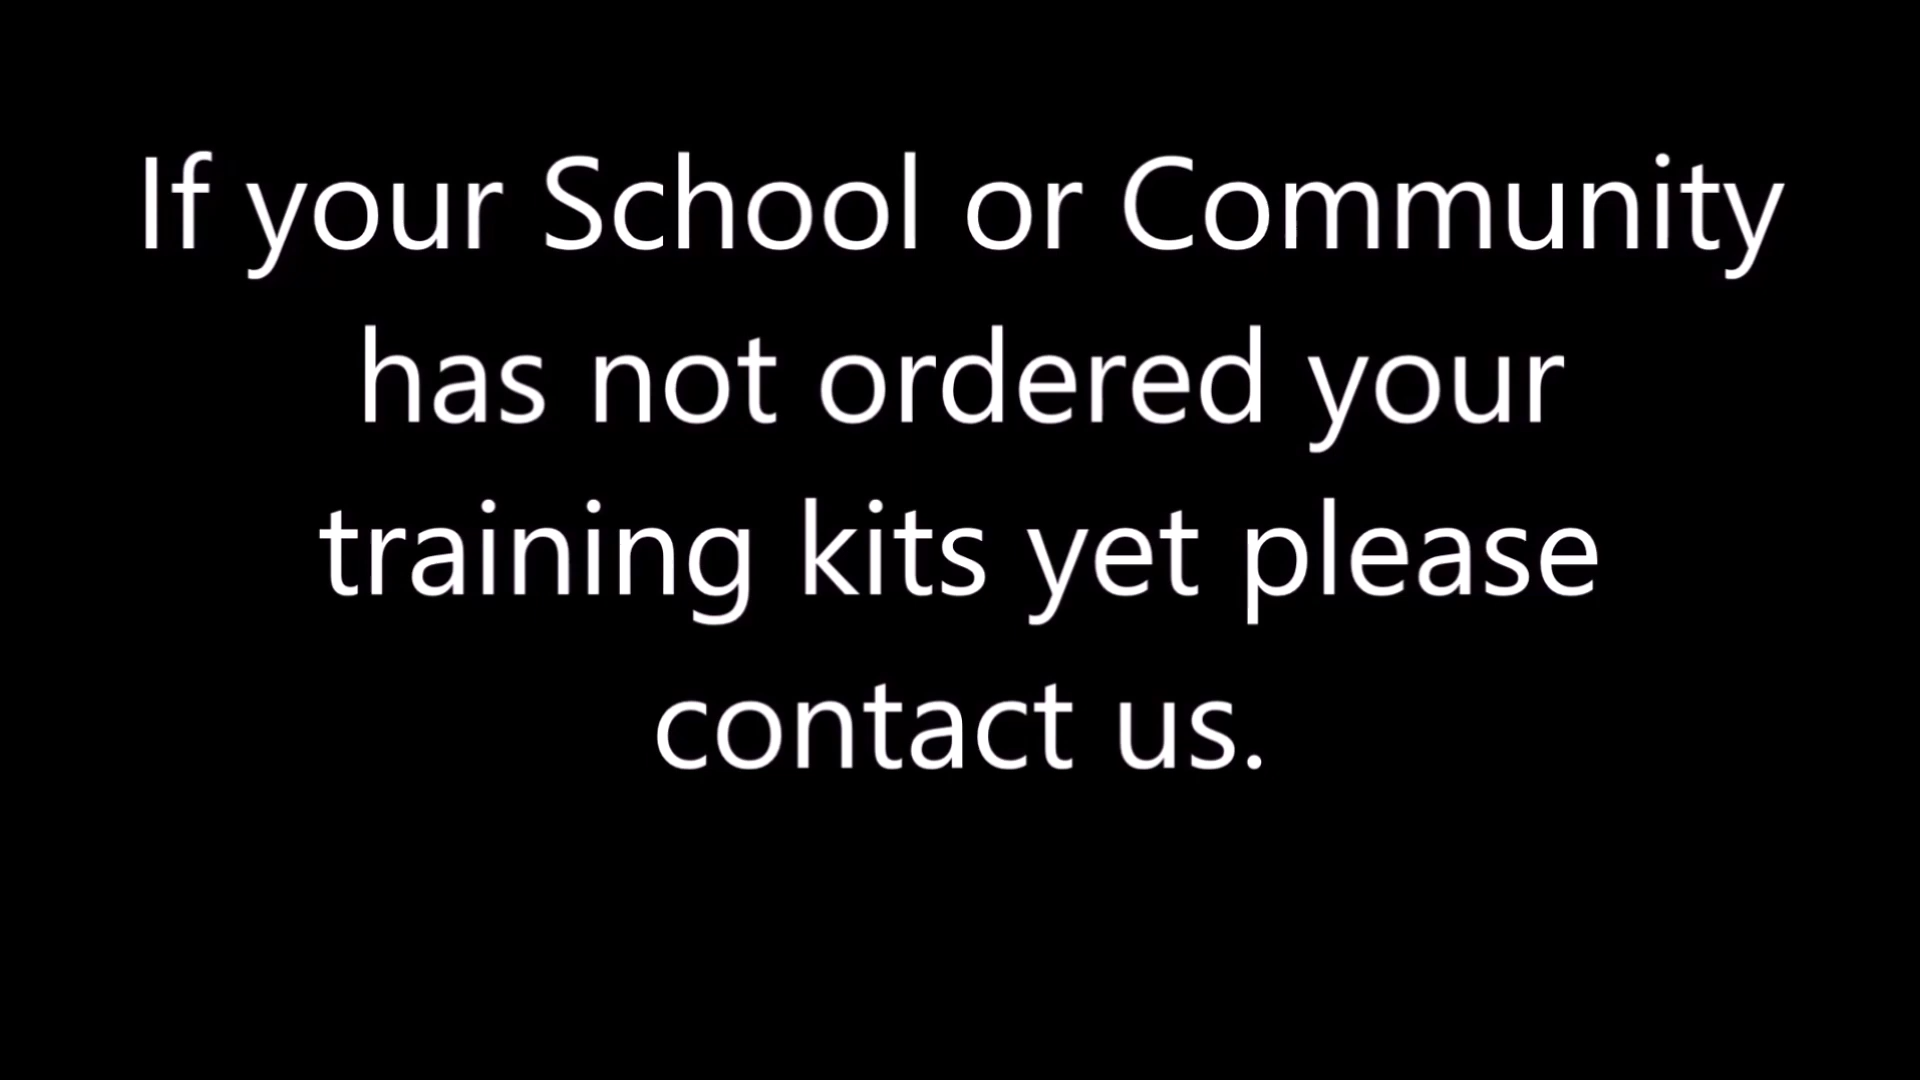 If your School or Community
has not ordered your
training kits yet please
contact us.